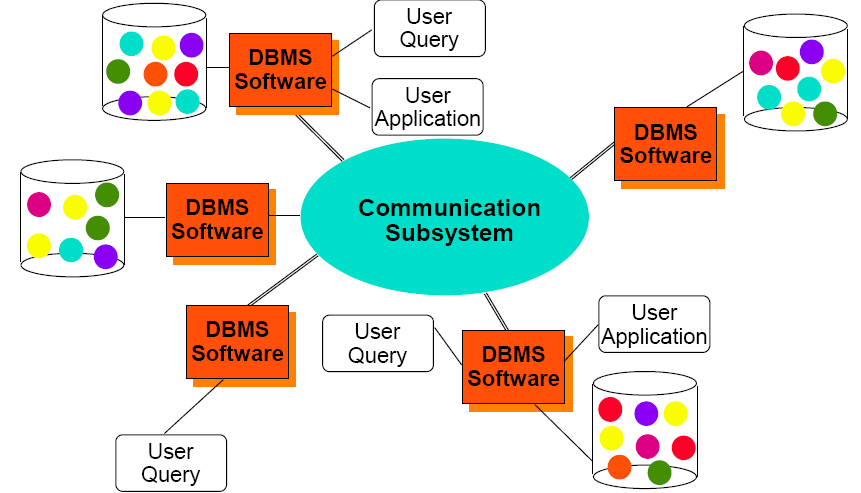 User
Query
DBMS
Software
User
Application
DBMS
Software
DBMS
Software
Communication
Subsystem
DBMS
Software
User
Query
DBMS
Software
User
Application
User
Query